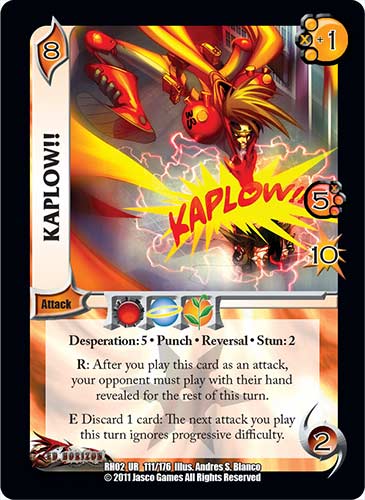 8
+1
KAPLOW!!
KAPLOW!!
5
10
Attack
Desperation: 5 • Punch • Reversal • Stun: 2
R: After you play this card as an attack,
your opponent must play with their hand
revealed for the rest of this turn.
E Discard 1 card: The next attack you play
this turn ignores progressive difficulty.
2
RED HORIZON
RH02_UR_111/176 Illus. Andres S. Blanco
© 2011 Jasco Games All Rights Reserved